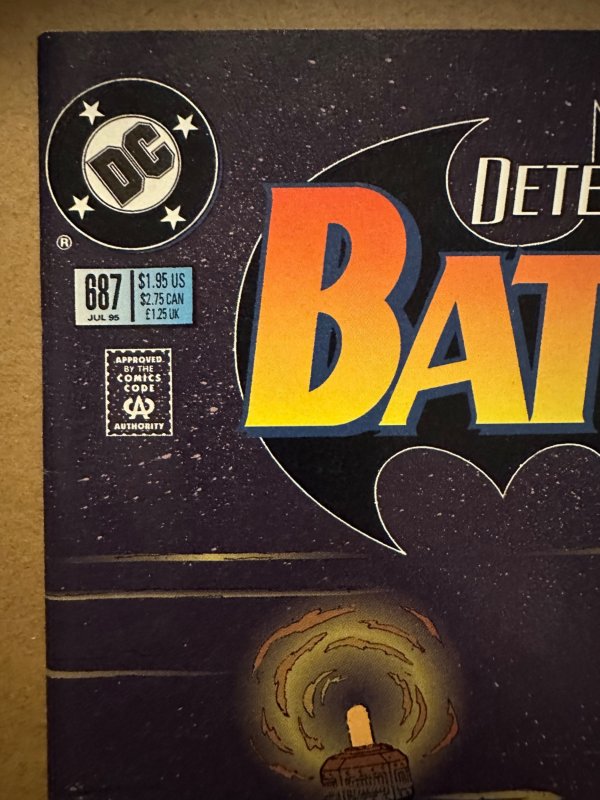 DC
®
DETE
BAT
687
JUL 95
$1.95 US
$2.75 CAN
£1.25 UK
APPROVED
BY THE
COMICS
CODE
CA
AUTHORITY